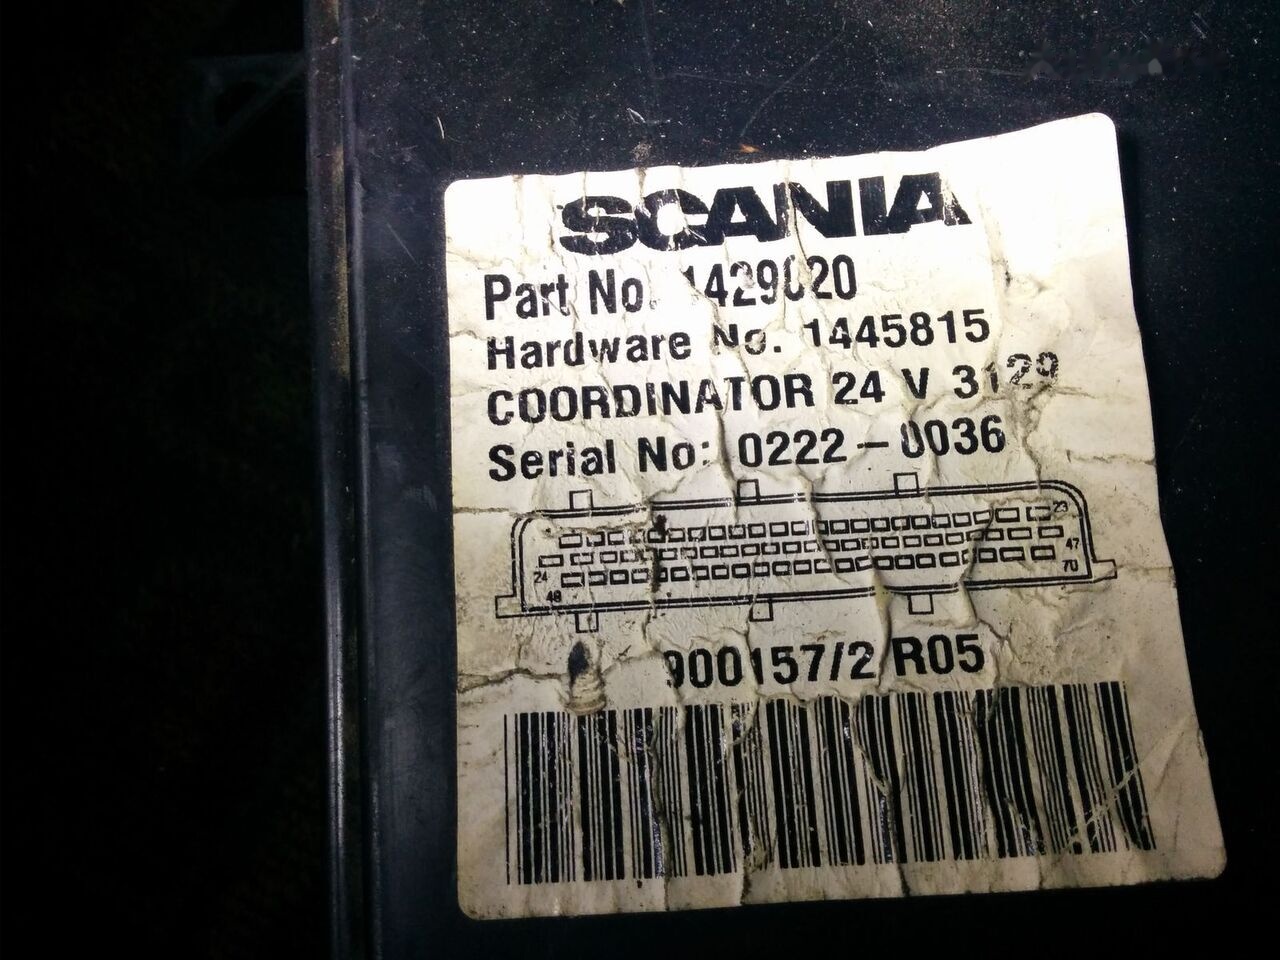 SCANIA
Part No. 1429020
Hardware No. 1445815
COORDINATOR 24 V 3129
Serial No: 0222-0036
23
47
24
70
48
900157/2 R05